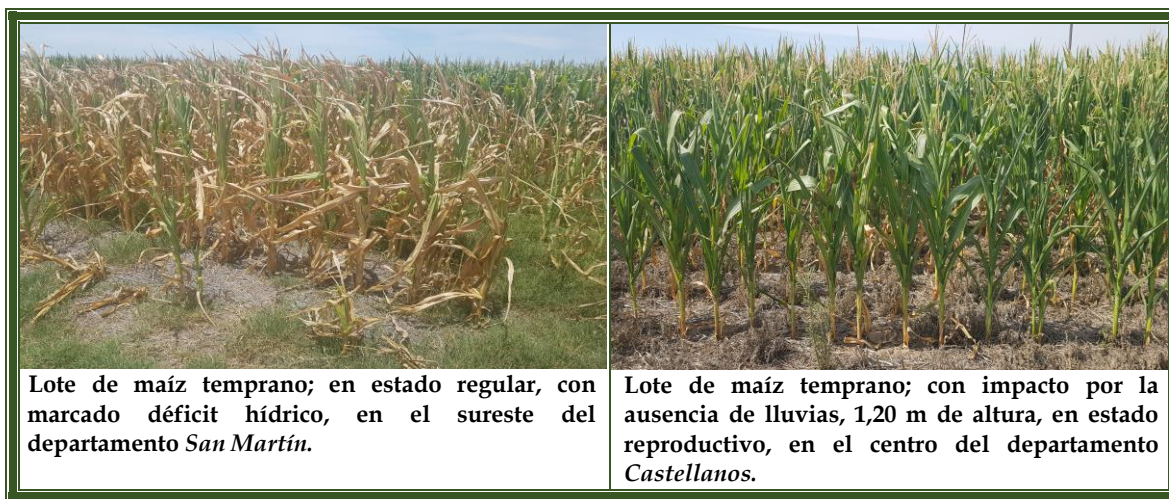 Lote de maíz temprano; en estado regular, con
marcado déficit hídrico, en el sureste del
departamento San Martín.
Lote de maíz temprano; con impacto por la
ausencia de lluvias, 1,20 m de altura, en estado
reproductivo, en el centro del departamento
Castellanos.